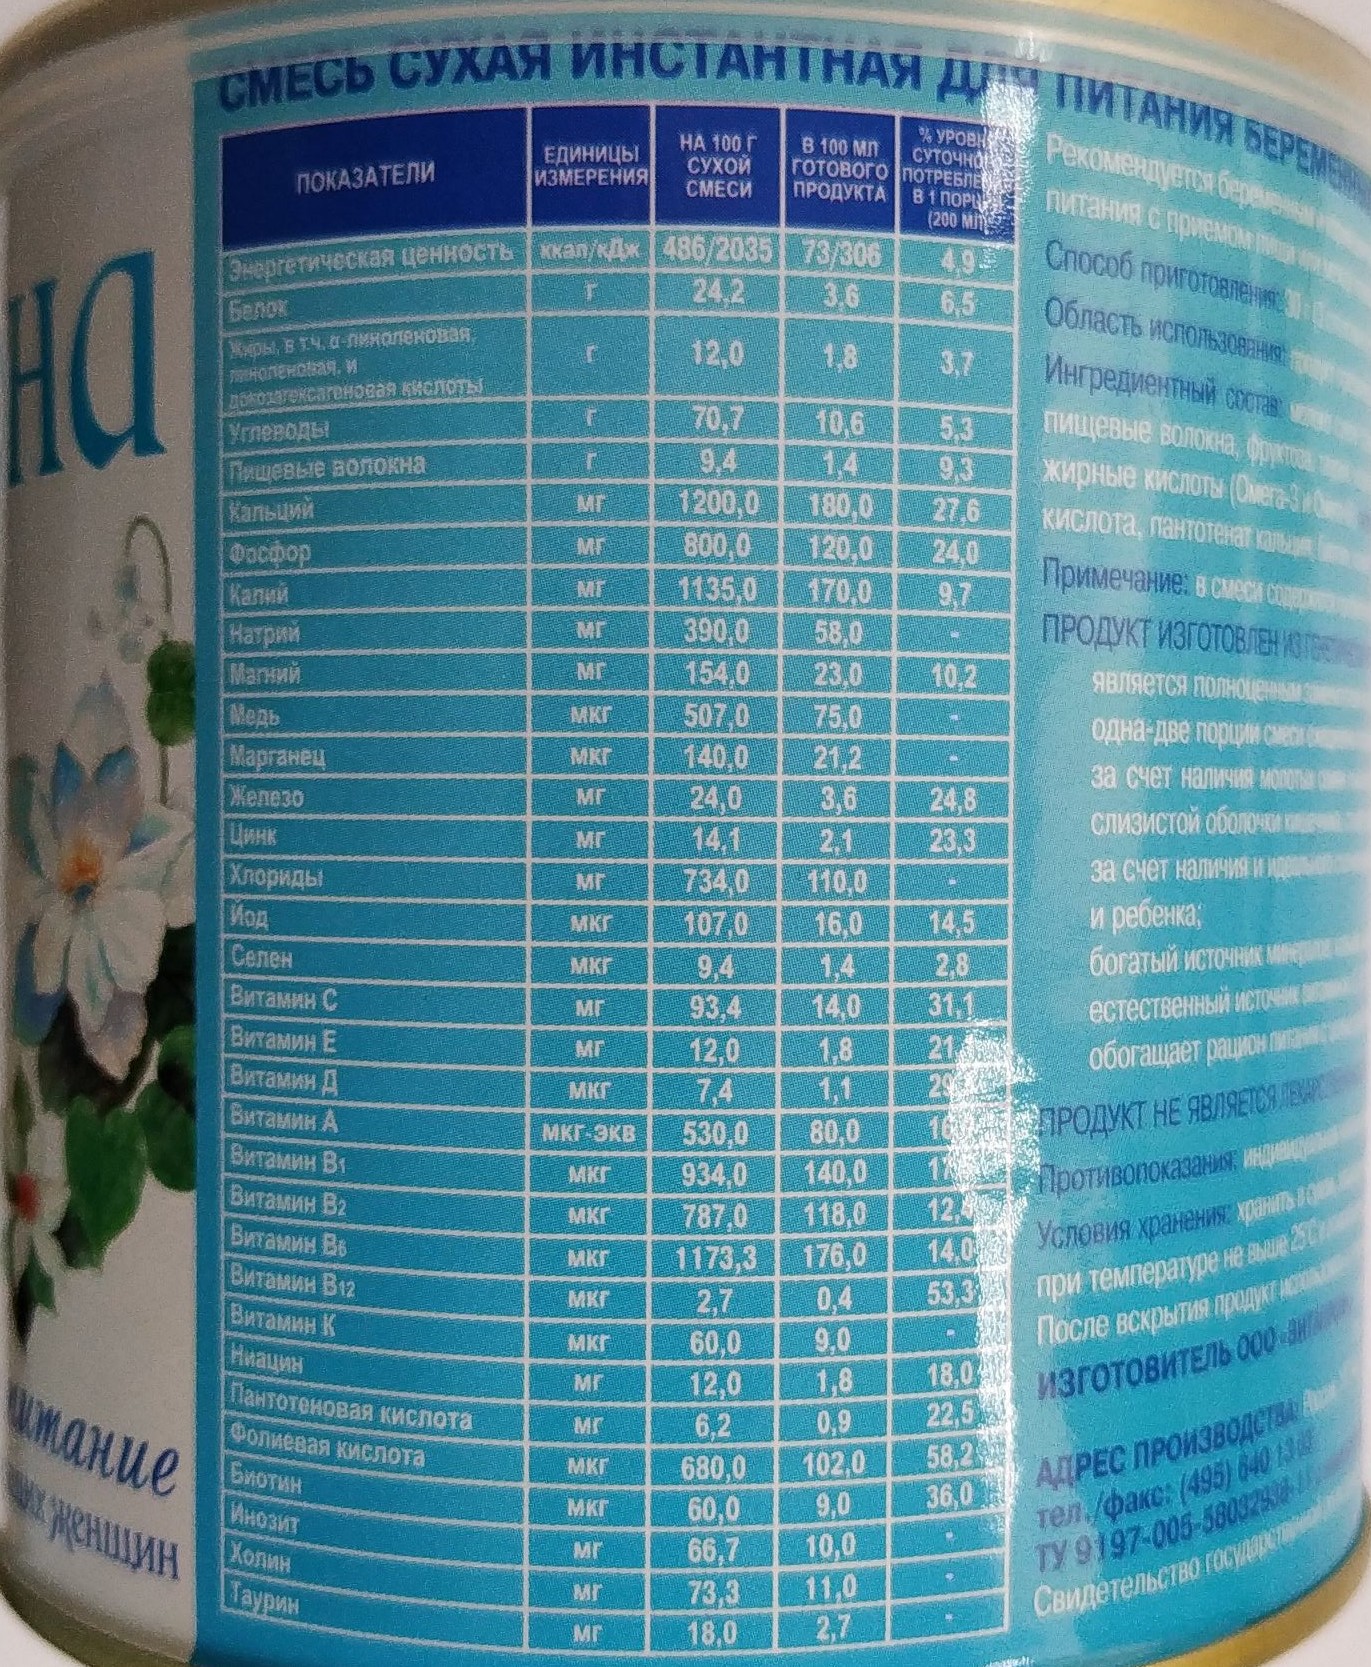 на
итание
их женщин
СМЕСЬ СУХАЯ ИНСТАНТНАЯ ДЛЯ ПИТАНИЯ
ПОКАЗАТЕЛИ ЕДИНИЦЫ ИЗМЕРЕНИЯ НА 100 Г СУХОЙ СМЕСИ В 100 МЛ ГОТОВОГО ПРОДУКТА % УРОВН СУТОЧНО ПОТРЕБЛЕ В 1 ПОРЦ (200 МЛ)
Энергетическая ценность ккал/кДж 486/2035 73/306 4,9
Белок г 24,2 3,6 6,5
Жиры, в т.ч. α-линоленовая,
линоленовая, и г 12,0 1,8 3,7
докозагексагеновая кислоты
Углеводы г 70,7 10,6 5,3
Пищевые волокна г 9,4 1,4 9,3
Кальций мг 1200,0 180,0 27,6
Фосфор мг 800,0 120,0 24,0
Калий мг 1135,0 170,0 9,7
Натрий мг 390,0 58,0 -
Магний мг 154,0 23,0 10,2
Медь мкг 507,0 75,0 -
Марганец мкг 140,0 21,2 -
Железо мг 24,0 3,6 24,8
Цинк мг 14,1 2,1 23,3
Хлориды мг 734,0 110,0 -
Йод мкг 107,0 16,0 14,5
Селен мкг 9,4 1,4 2,8
Витамин С мг 93,4 14,0 31,1
Витамин Е мг 12,0 1,8
Витамин Д мкг 7,4 1,1
Витамин А мкг-экв 530,0 80,0
Витамин В1 мкг 934,0 140,0
Витамин В2 мкг 787,0 118,0
Витамин В6 мкг 1173,3 176,0 14,0
Витамин В12 мкг 2,7 0,4 53,3
Витамин К мкг 60,0 9,0 -
Ниацин мг 12,0 1,8 18,0
Пантотеновая кислота мг 6,2 0,9 22,5
Фолиевая кислота мкг 680,0 102,0 58,2
Биотин мкг 60,0 9,0 36,0
Инозит мг 66,7 10,0 -
Холин мг 73,3 11,0 -
Таурин мг 18,0 2,7 -
Рекомендуется беременным
питания с приемом
Способ приготовления:
Область использования:
Ингредиентный состав:
пищевые волокна,
жирные кислоты (Омега-3 и
кислота, пантотенат
Примечание: в смеси
ПРОДУКТ ИЗГОТОВЛЕН ИЗ
является полноценным
одна-две порции смеси
за счет наличия
слизистой оболочки
за счет наличия и
и ребенка;
богатый источник
естественный источник
обогащает рацион
ПРОДУКТ НЕ ЯВЛЯЕТСЯ
Противопоказания:
Условия хранения: хранить в
при температуре не выше 25°С
После вскрытия продукт
ИЗГОТОВИТЕЛЬ ООО
АДРЕС ПРОИЗВОДСТВА:
тел./факс: (495) 640
ТУ 9197-005-
Свидетельство